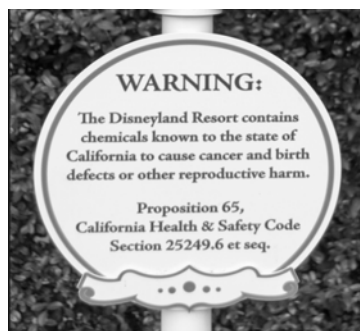 WARNING:
The Disneyland Resort contains
chemicals known to the state of
California to cause cancer and birth
defects or other reproductive harm.
Proposition 65,
California Health & Safety Code
Section 25249.6 et seq.